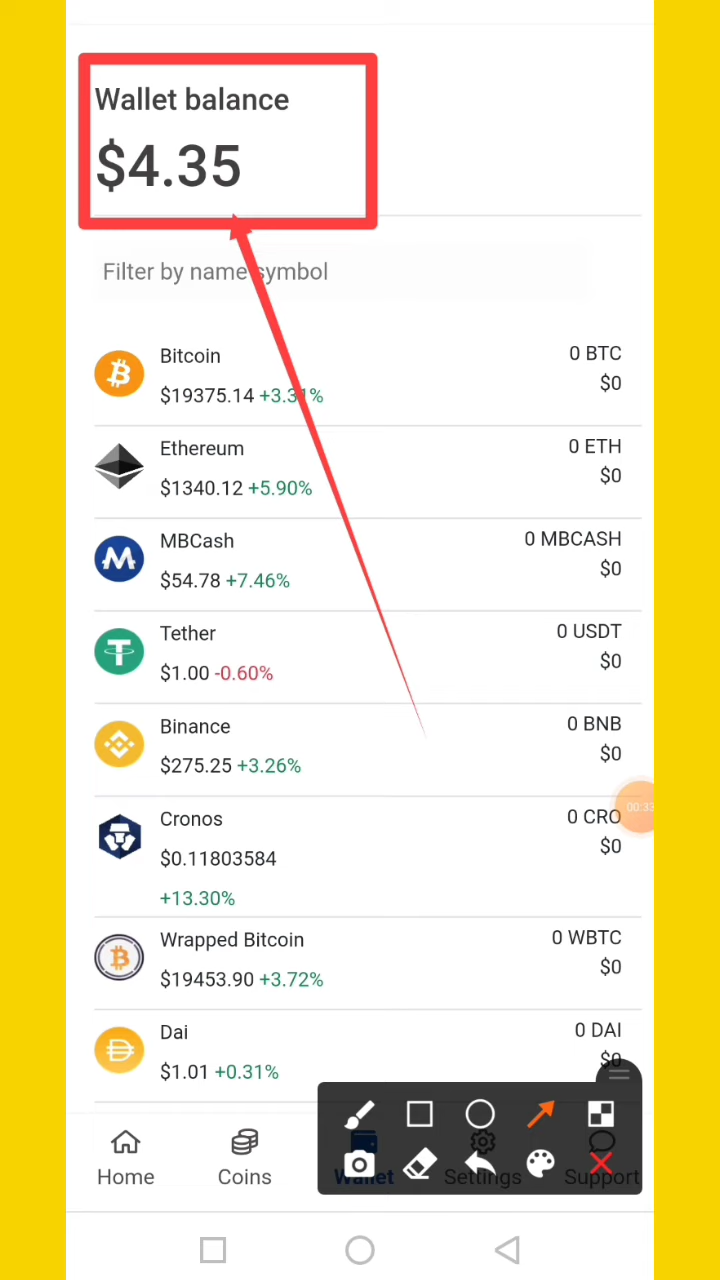 Wallet balance
$4.35
Filter by name symbol
Bitcoin
0 BTC
$19375.14 +3.31%
$0
Ethereum
0 ETH
$1340.12 +5.90%
$0
MBCash
0 MBCASH
$54.78 +7.46%
$0
Tether
0 USDT
$1.00 -0.60%
$0
Binance
0 BNB
$275.25 +3.26%
$0
Cronos
0 CRO
$0.11803584
$0
+13.30%
00:33
Wrapped Bitcoin
0 WBTC
$19453.90 +3.72%
$0
Dai
0 DAI
$1.01 +0.31%
$0
Home
Coins
Wallet
Settings
Support